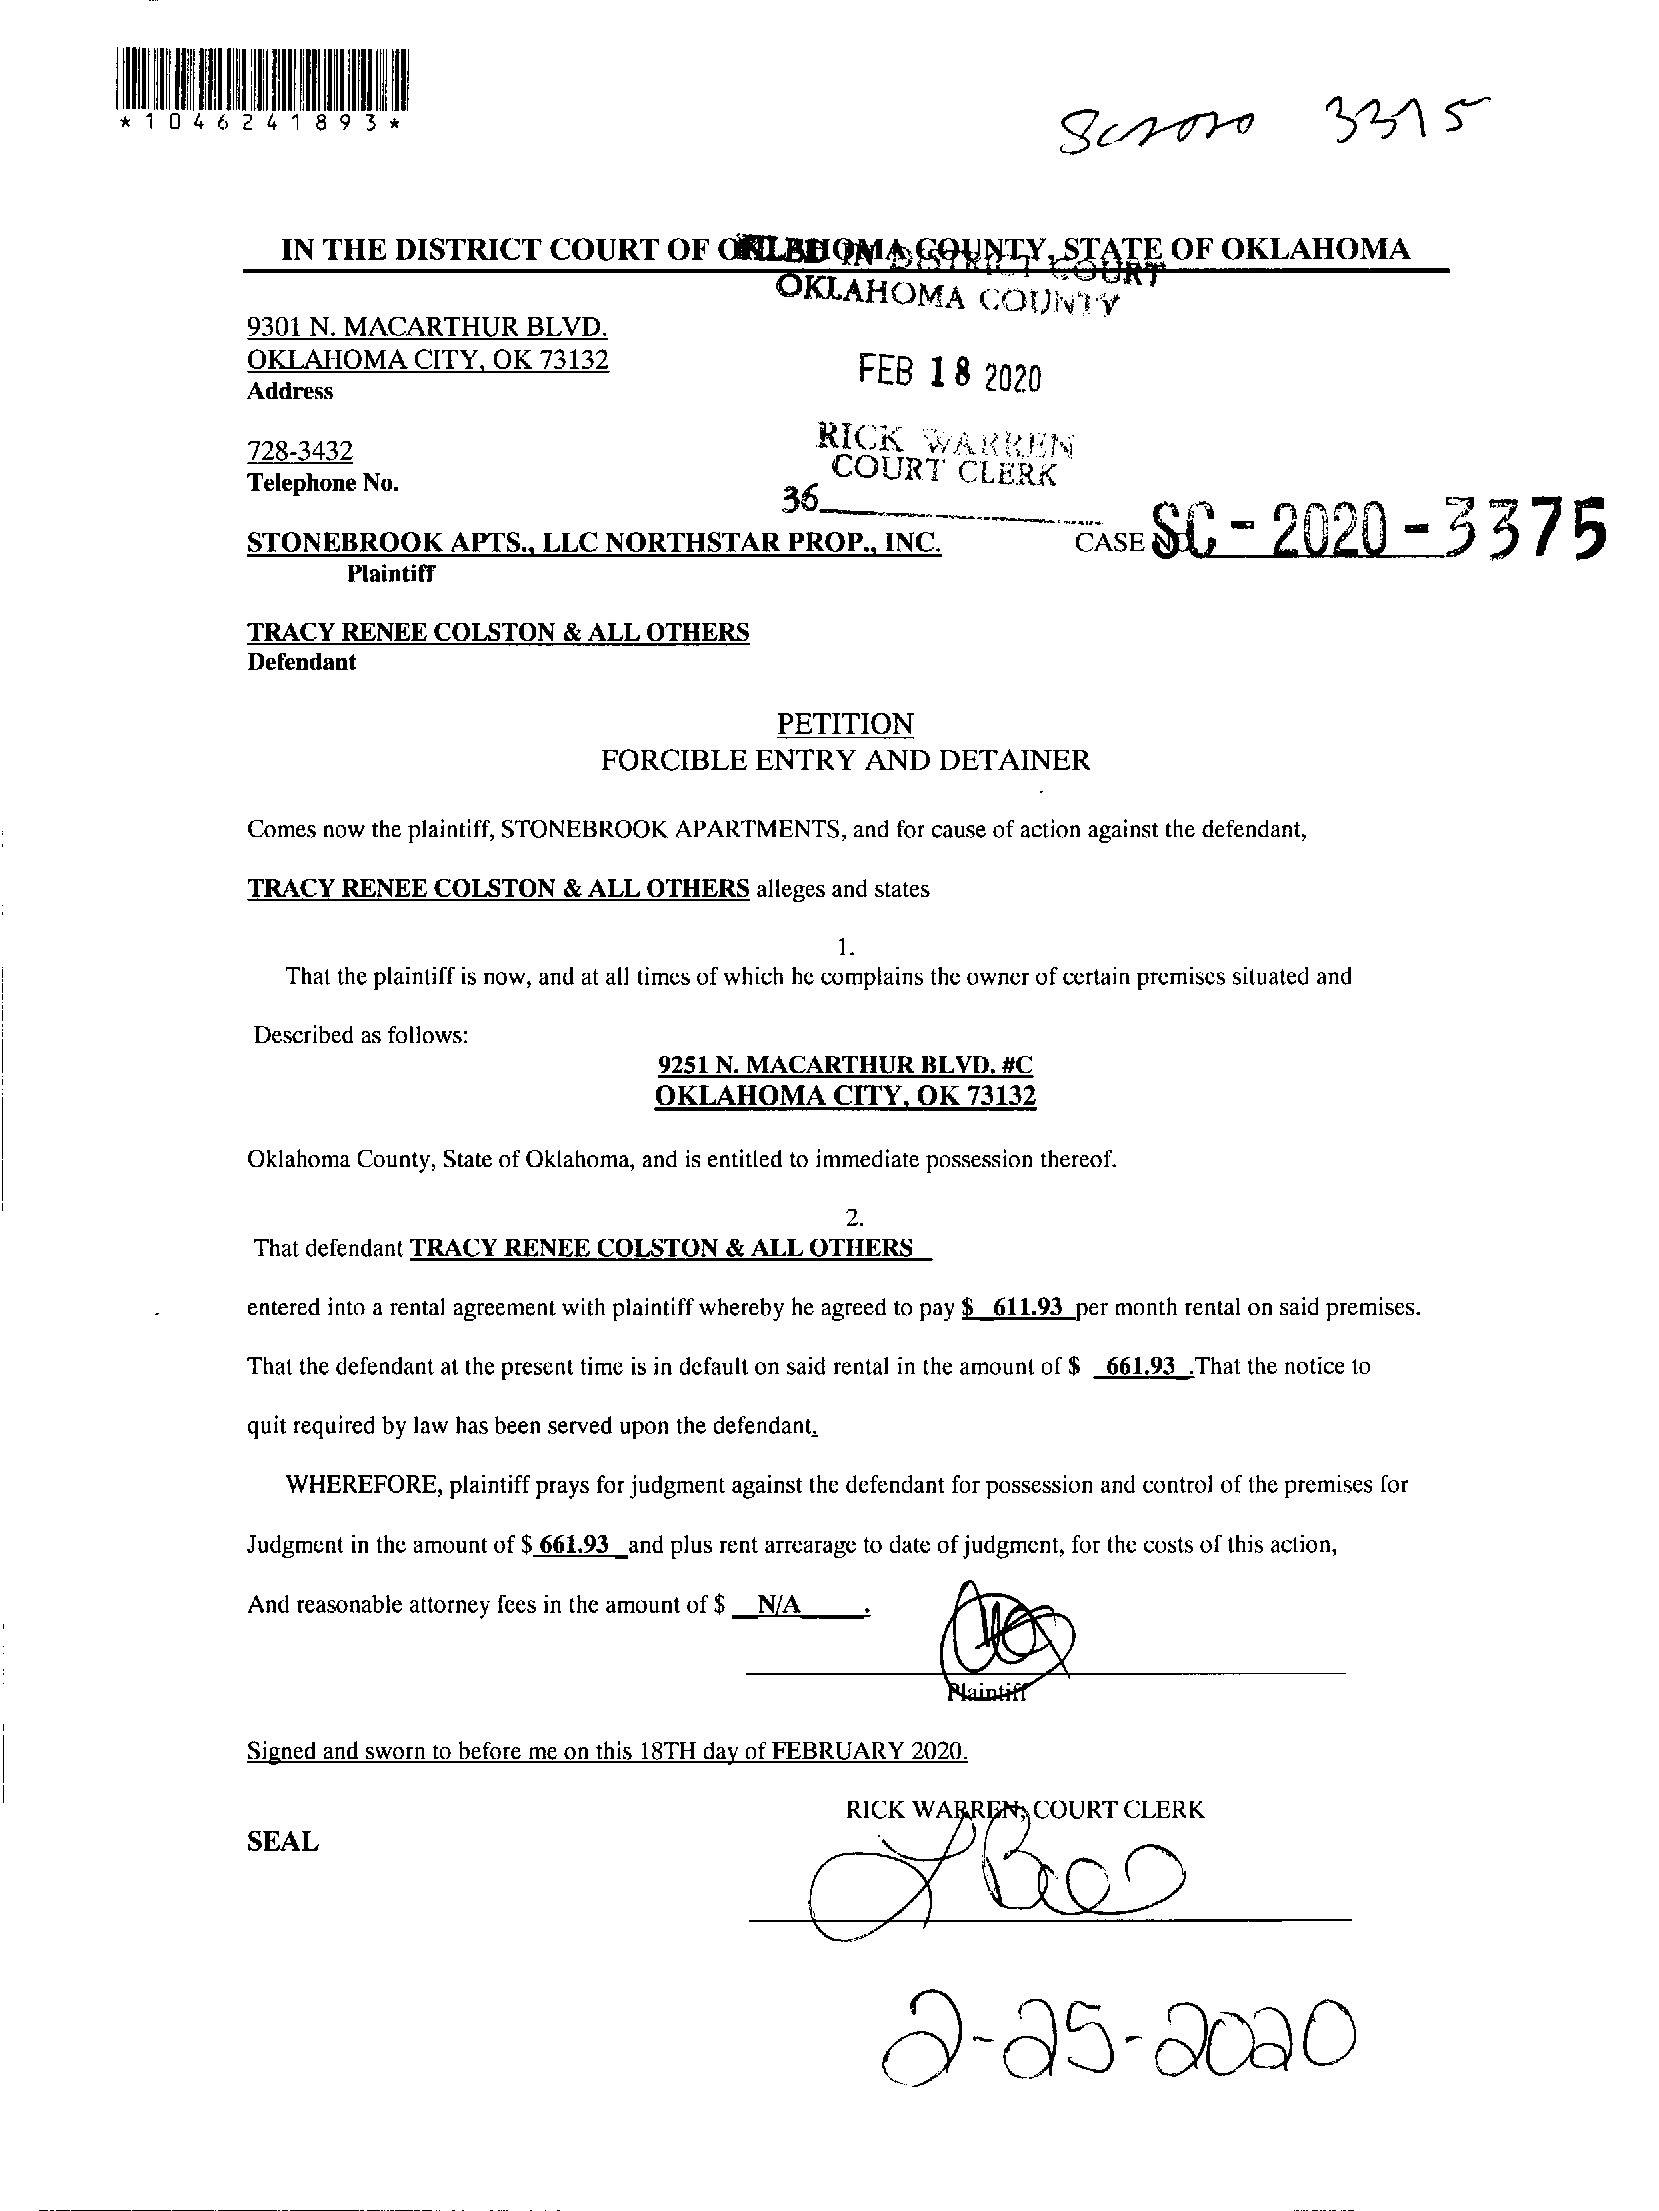 *1046241893*
SC2020 3375
IN THE DISTRICT COURT OF OKLAHOMA COUNTY, STATE OF OKLAHOMA
FILED IN DISTRICT COURT
OKLAHOMA COUNTY
9301 N. MACARTHUR BLVD.
OKLAHOMA CITY, OK 73132
Address
FEB 18 2020
728-3432
Telephone No.
RICK WARREN
COURT CLERK
36
STONEBROOK APTS., LLC NORTHSTAR PROP., INC.
Plaintiff
CASE NO. SC-2020-3375
TRACY RENEE COLSTON & ALL OTHERS
Defendant
PETITION
FORCIBLE ENTRY AND DETAINER
Comes now the plaintiff, STONEBROOK APARTMENTS, and for cause of action against the defendant,
TRACY RENEE COLSTON & ALL OTHERS alleges and states
1.
That the plaintiff is now, and at all times of which he complains the owner of certain premises situated and
Described as follows:
9251 N. MACARTHUR BLVD. #C
OKLAHOMA CITY, OK 73132
Oklahoma County, State of Oklahoma, and is entitled to immediate possession thereof.
2.
That defendant TRACY RENEE COLSTON & ALL OTHERS
entered into a rental agreement with plaintiff whereby he agreed to pay $ 611.93 per month rental on said premises.
That the defendant at the present time is in default on said rental in the amount of $ 661.93 .That the notice to
quit required by law has been served upon the defendant.
WHEREFORE, plaintiff prays for judgment against the defendant for possession and control of the premises for
Judgment in the amount of $ 661.93 and plus rent arrearage to date of judgment, for the costs of this action,
And reasonable attorney fees in the amount of $ N/A .
Plaintiff
Signed and sworn to before me on this 18TH day of FEBRUARY 2020.
RICK WARREN, COURT CLERK
SEAL
2-25-2020